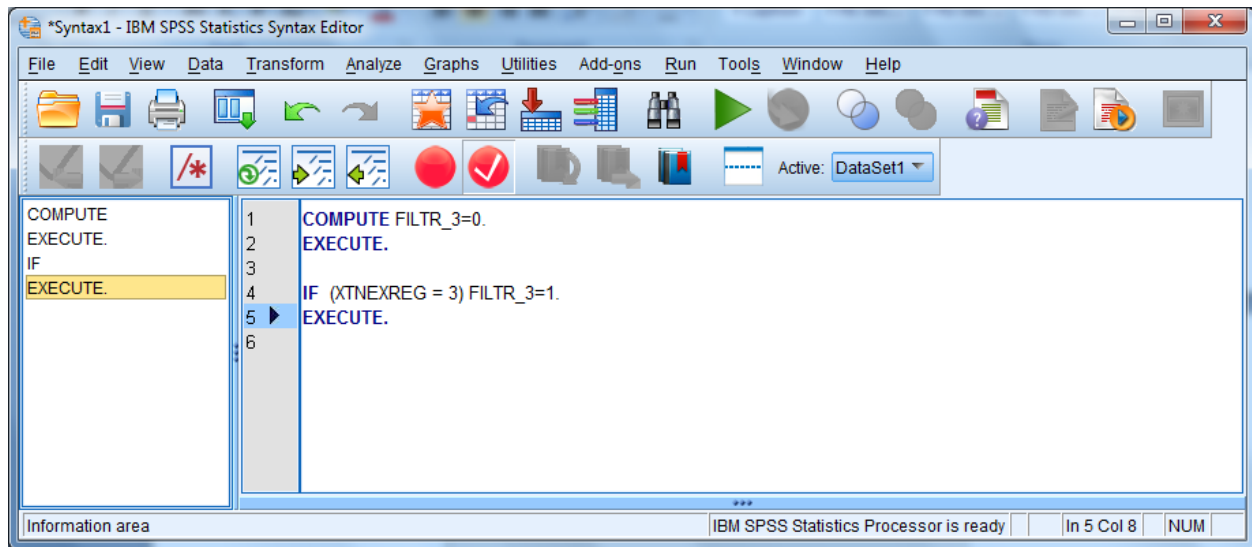 *Syntax1 - IBM SPSS Statistics Syntax Editor
File Edit View Data Transform Analyze Graphs Utilities Add-ons Run Tools Window Help
/*
Active: DataSet1
COMPUTE
EXECUTE.
IF
EXECUTE.
1 COMPUTE FILTR_3=0.
2 EXECUTE.
3
4 IF (XTNEXREG = 3) FILTR_3=1.
5 EXECUTE.
6
Information area IBM SPSS Statistics Processor is ready In 5 Col 8 NUM